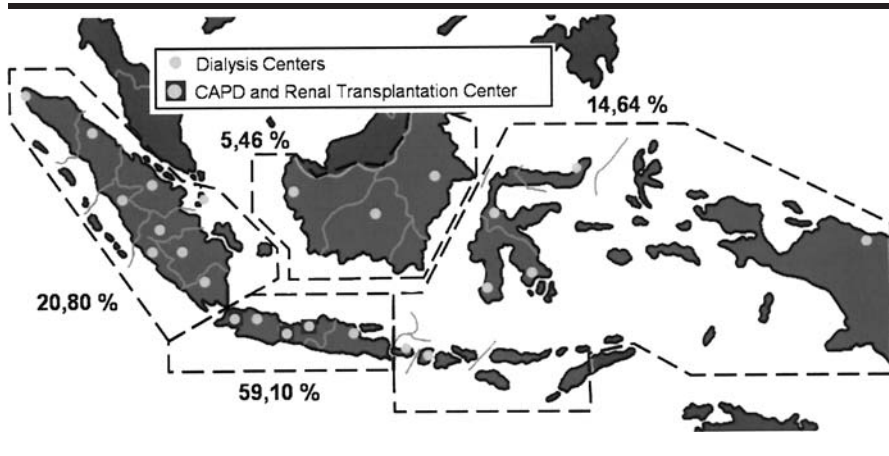 Dialysis Centers
CAPD and Renal Transplantation Center
14,64 %
5,46 %
20,80 %
59,10 %